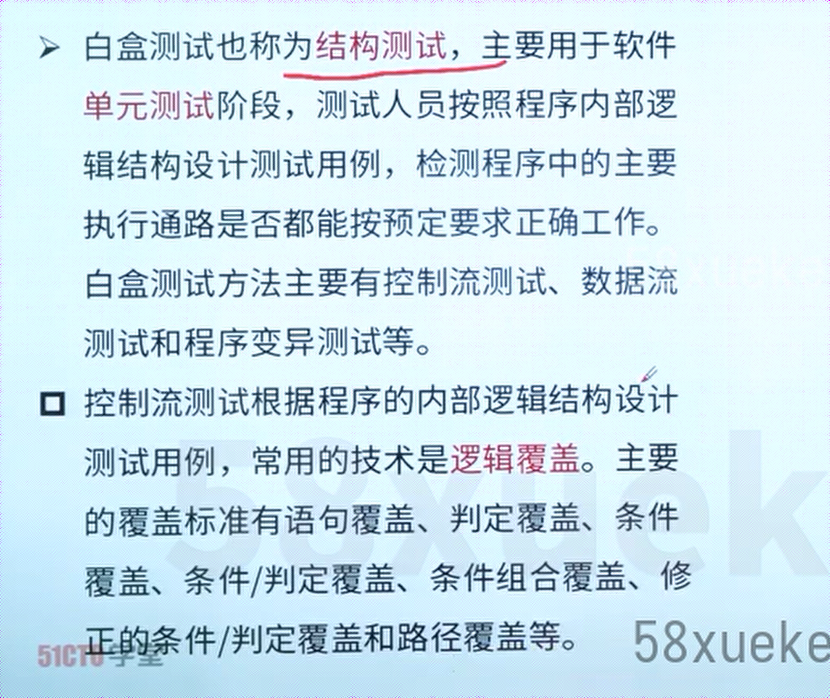 白盒测试也称为结构测试，主要用于软件
单元测试阶段，测试人员按照程序内部逻
辑结构设计测试用例，检测程序中的主要
执行通路是否都能按预定要求正确工作。
白盒测试方法主要有控制流测试、数据流
测试和程序变异测试等。
控制流测试根据程序的内部逻辑结构设计
测试用例，常用的技术是逻辑覆盖。主要
的覆盖标准有语句覆盖、判定覆盖、条件
覆盖、条件/判定覆盖、条件组合覆盖、修
正的条件/判定覆盖和路径覆盖等。
51CTO学堂
58xueke
58xuek